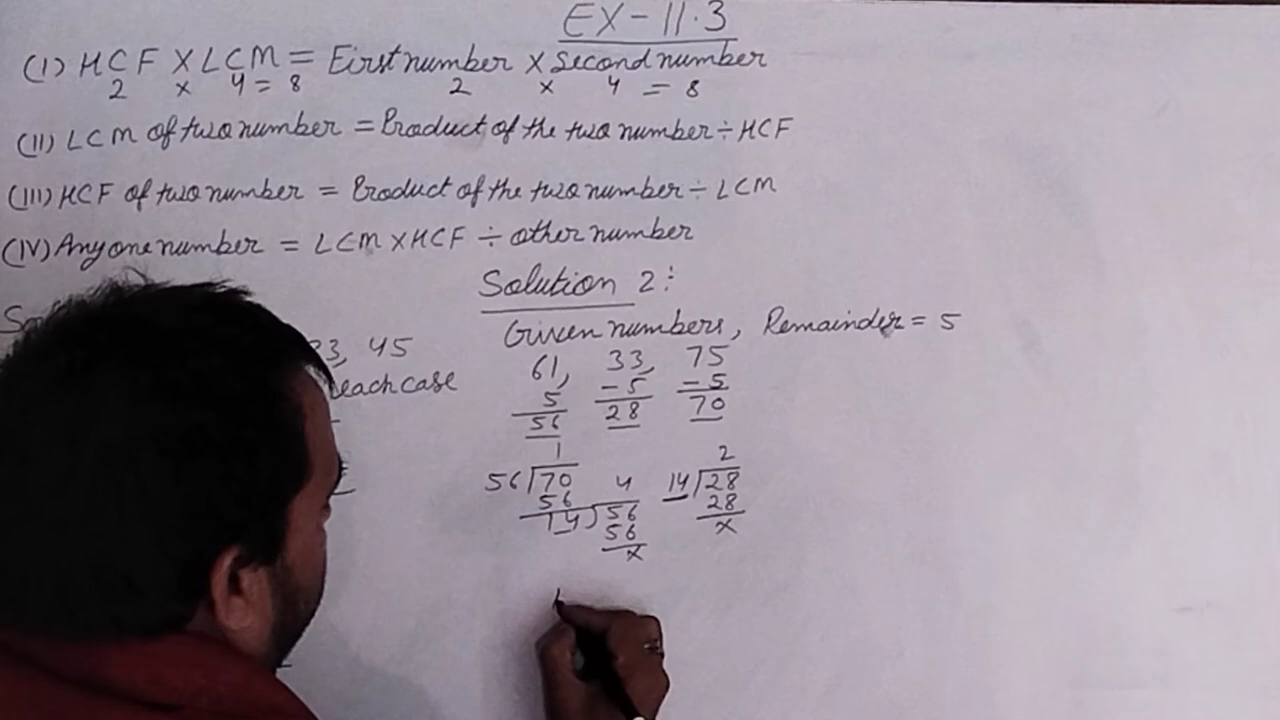 EX-11.3
(I) HCF X LCM = First number x Second number
2 x 4 = 8 2 x 4 = 8
(II) LCM of two number = Product of the two number ÷ HCF
(III) HCF of two number = Product of the two number ÷ LCM
(IV) Any one number = LCM X HCF ÷ other number
Solution 2:
Given numbers, Remainder = 5
45
each case
61, 33, 75
5 -5 -5
56 28 70
1 2
56 70 4 14 28
56 28
14 56 x
56
x